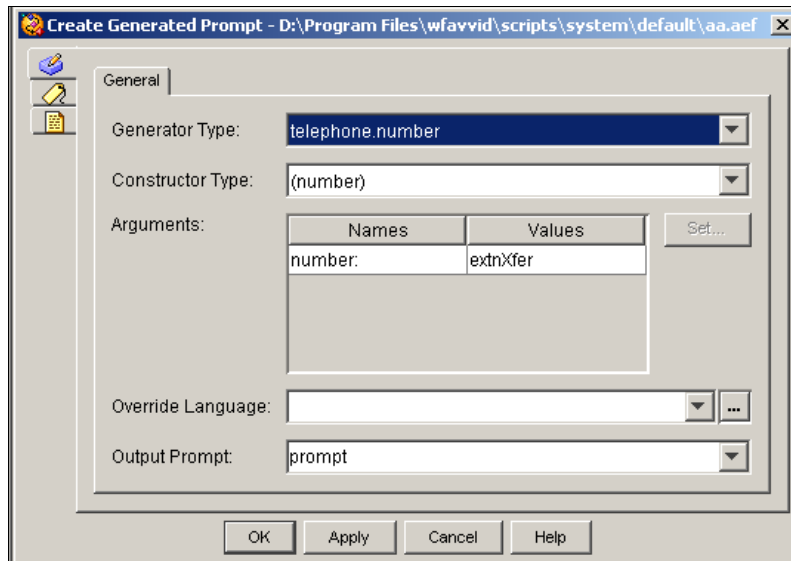 Create Generated Prompt - D:\Program Files\wfavvid\scripts\system\default\aa.aef
General
Generator Type: telephone.number
Constructor Type: (number)
Arguments: Names Values Set...
number: extnXfer
Override Language: ...
Output Prompt: prompt
OK Apply Cancel Help